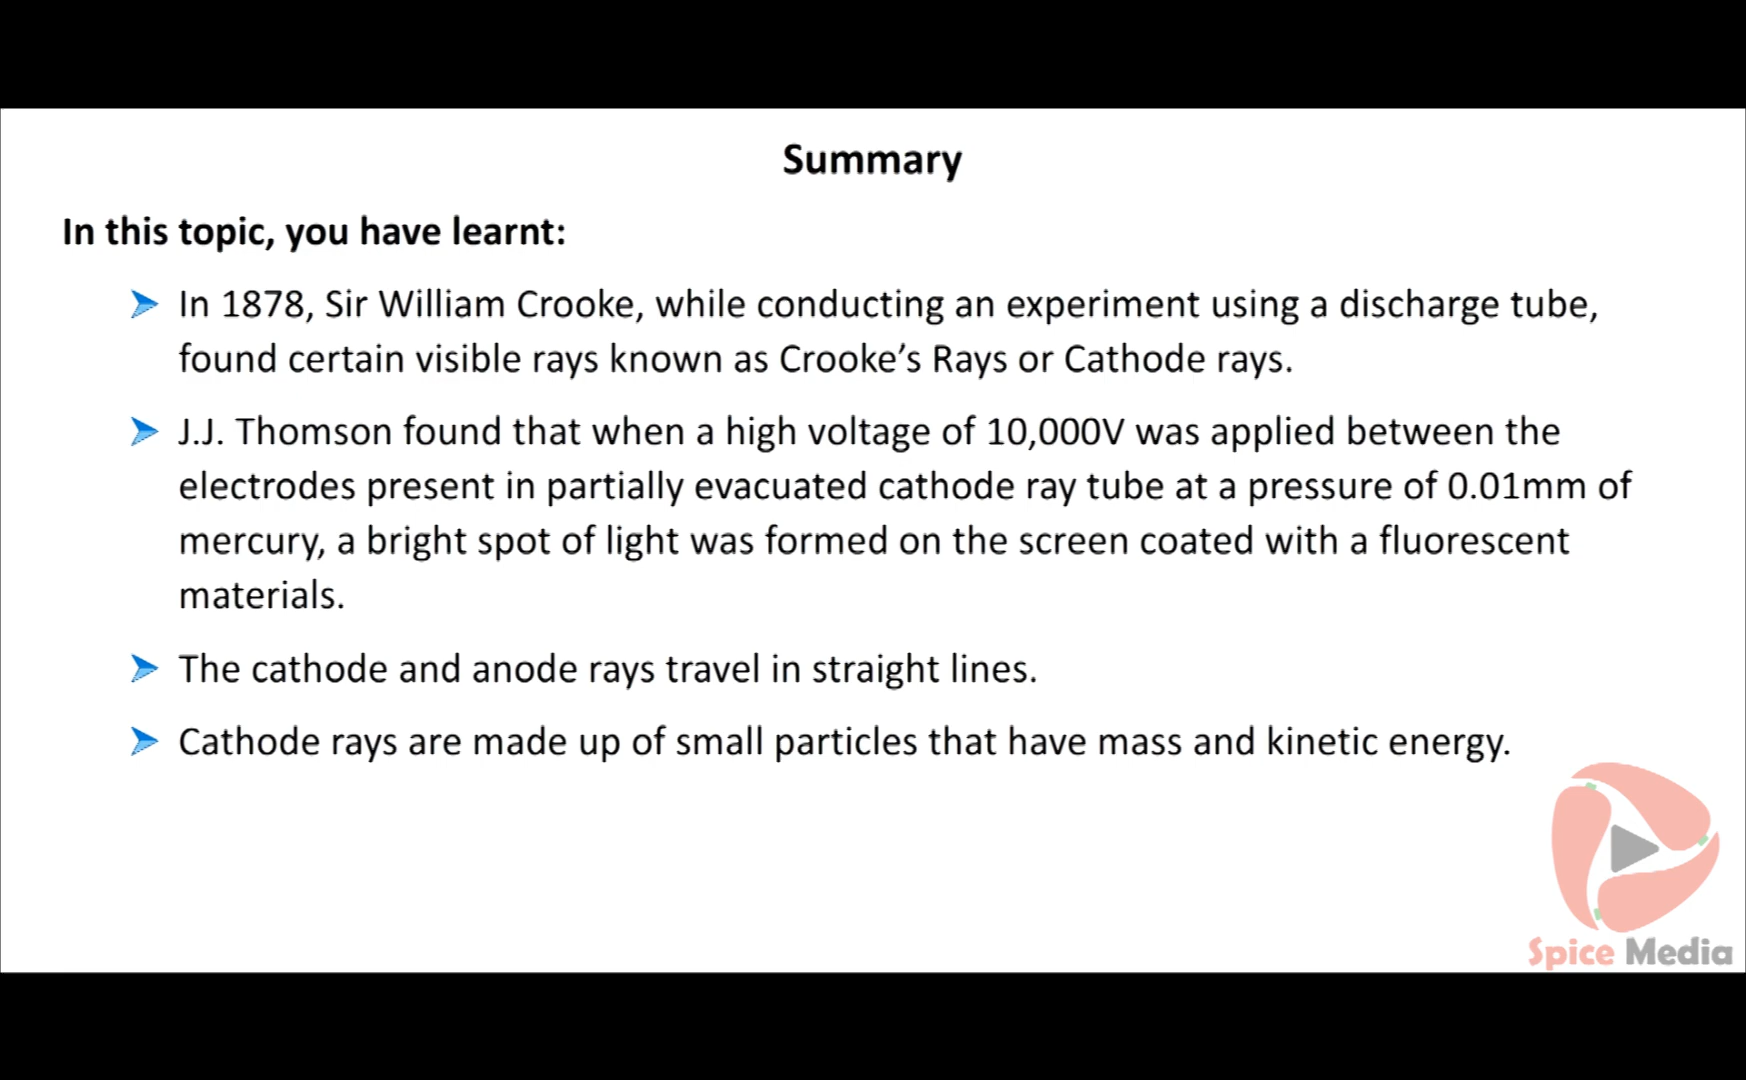 Summary
In this topic, you have learnt:
In 1878, Sir William Crooke, while conducting an experiment using a discharge tube,
found certain visible rays known as Crooke’s Rays or Cathode rays.
J.J. Thomson found that when a high voltage of 10,000V was applied between the
electrodes present in partially evacuated cathode ray tube at a pressure of 0.01mm of
mercury, a bright spot of light was formed on the screen coated with a fluorescent
materials.
The cathode and anode rays travel in straight lines.
Cathode rays are made up of small particles that have mass and kinetic energy.
Spice Media